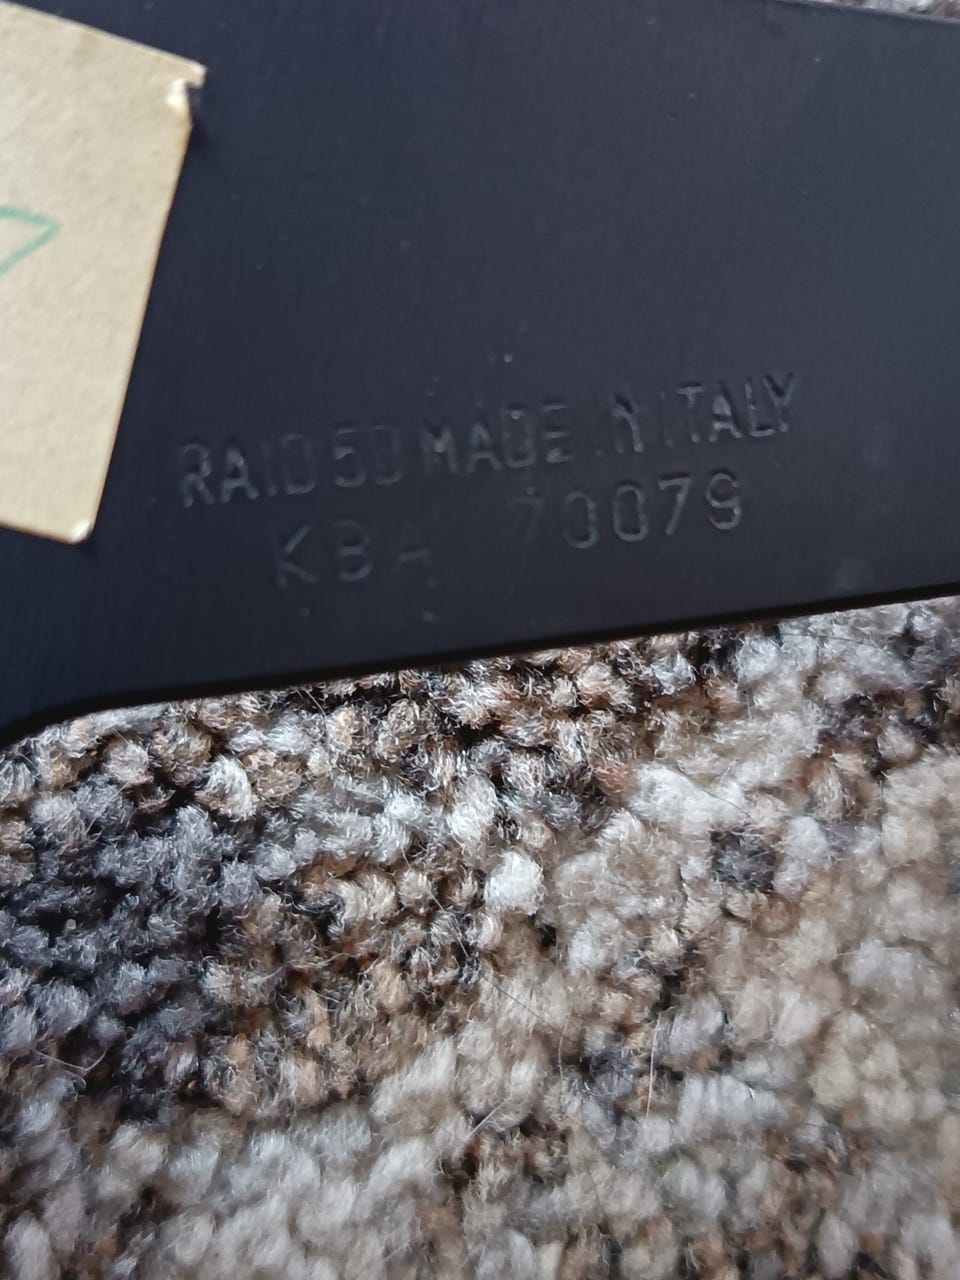 RAID 5D MADE IN ITALY
KBA 70079